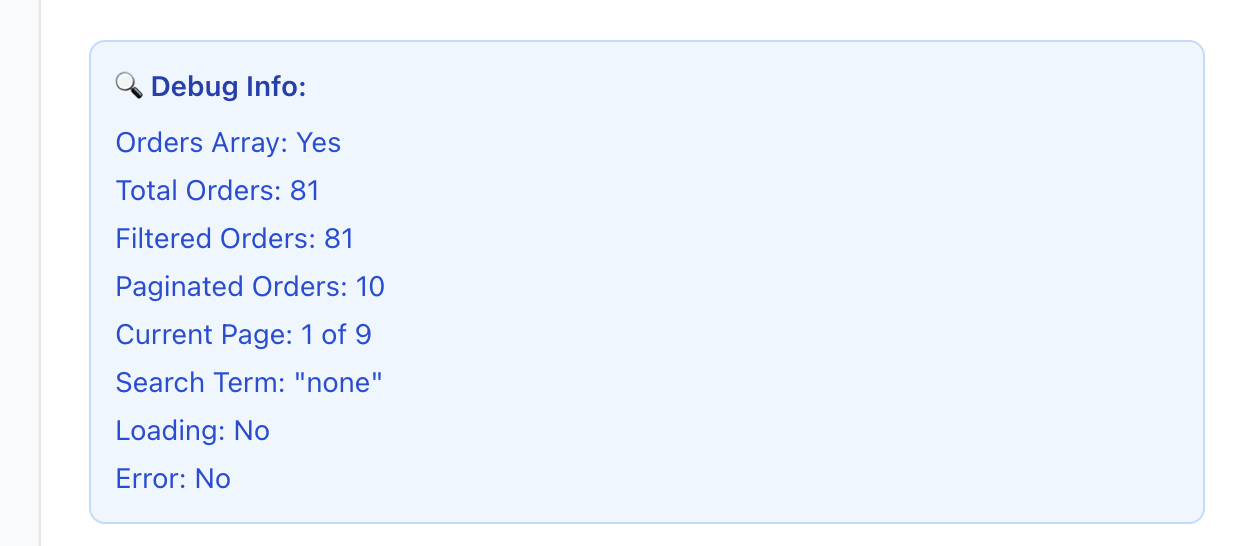 🔍 Debug Info:
Orders Array: Yes
Total Orders: 81
Filtered Orders: 81
Paginated Orders: 10
Current Page: 1 of 9
Search Term: "none"
Loading: No
Error: No